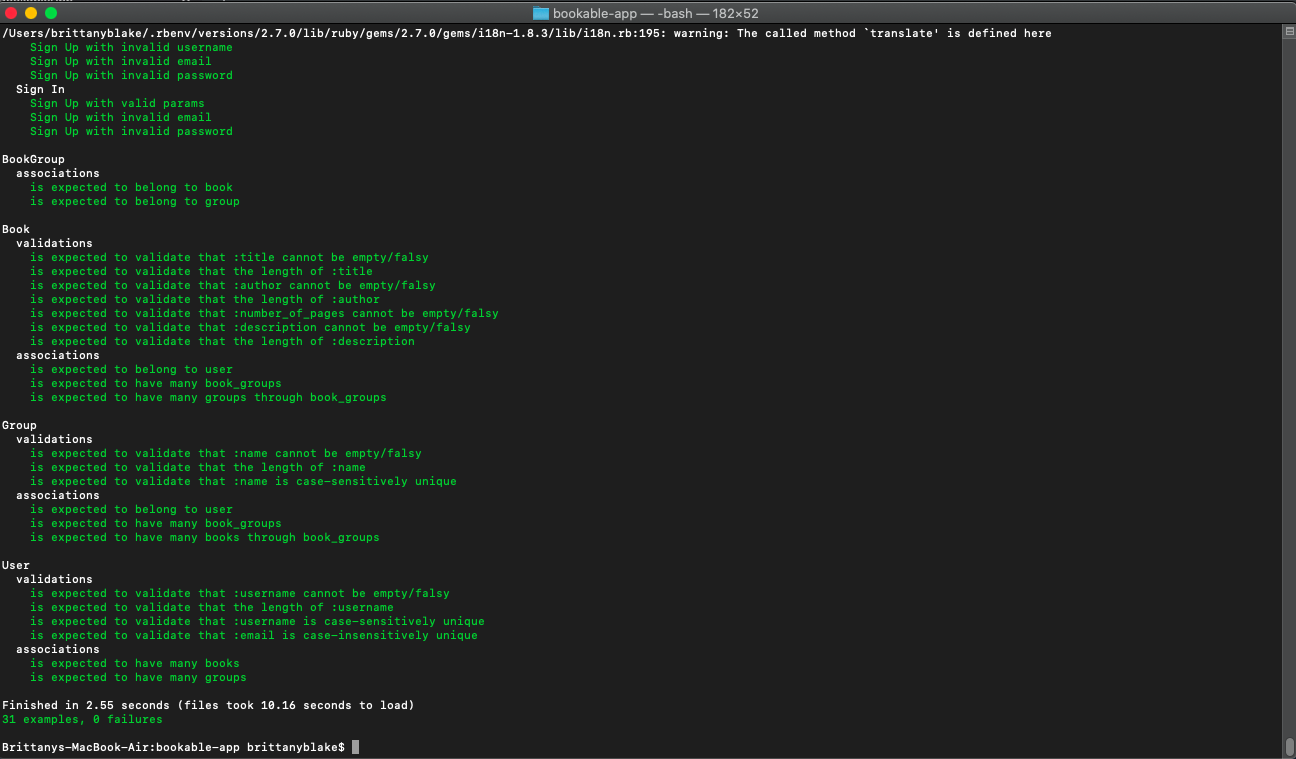 bookable-app — -bash — 182×52
/Users/brittanyblake/.rbenv/versions/2.7.0/lib/ruby/gems/2.7.0/gems/i18n-1.8.3/lib/i18n.rb:195: warning: The called method `translate' is defined here
Sign Up with invalid username
Sign Up with invalid email
Sign Up with invalid password
Sign In
Sign Up with valid params
Sign Up with invalid email
Sign Up with invalid password
BookGroup
associations
is expected to belong to book
is expected to belong to group
Book
validations
is expected to validate that :title cannot be empty/falsy
is expected to validate that the length of :title
is expected to validate that :author cannot be empty/falsy
is expected to validate that the length of :author
is expected to validate that :number_of_pages cannot be empty/falsy
is expected to validate that :description cannot be empty/falsy
is expected to validate that the length of :description
associations
is expected to belong to user
is expected to have many book_groups
is expected to have many groups through book_groups
Group
validations
is expected to validate that :name cannot be empty/falsy
is expected to validate that the length of :name
is expected to validate that :name is case-sensitively unique
associations
is expected to belong to user
is expected to have many book_groups
is expected to have many books through book_groups
User
validations
is expected to validate that :username cannot be empty/falsy
is expected to validate that the length of :username
is expected to validate that :username is case-sensitively unique
is expected to validate that :email is case-insensitively unique
associations
is expected to have many books
is expected to have many groups
Finished in 2.55 seconds (files took 10.16 seconds to load)
31 examples, 0 failures
Brittanys-MacBook-Air:bookable-app brittanyblake$